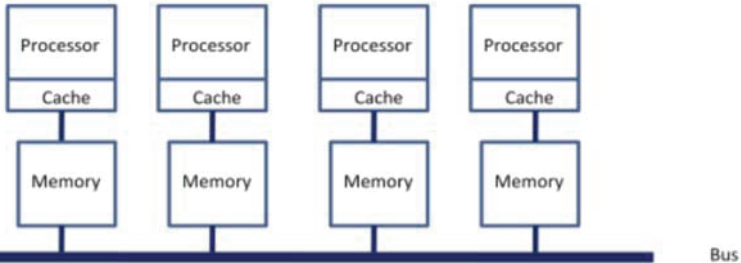 Processor Processor Processor Processor
Cache Cache Cache Cache
Memory Memory Memory Memory
Bus